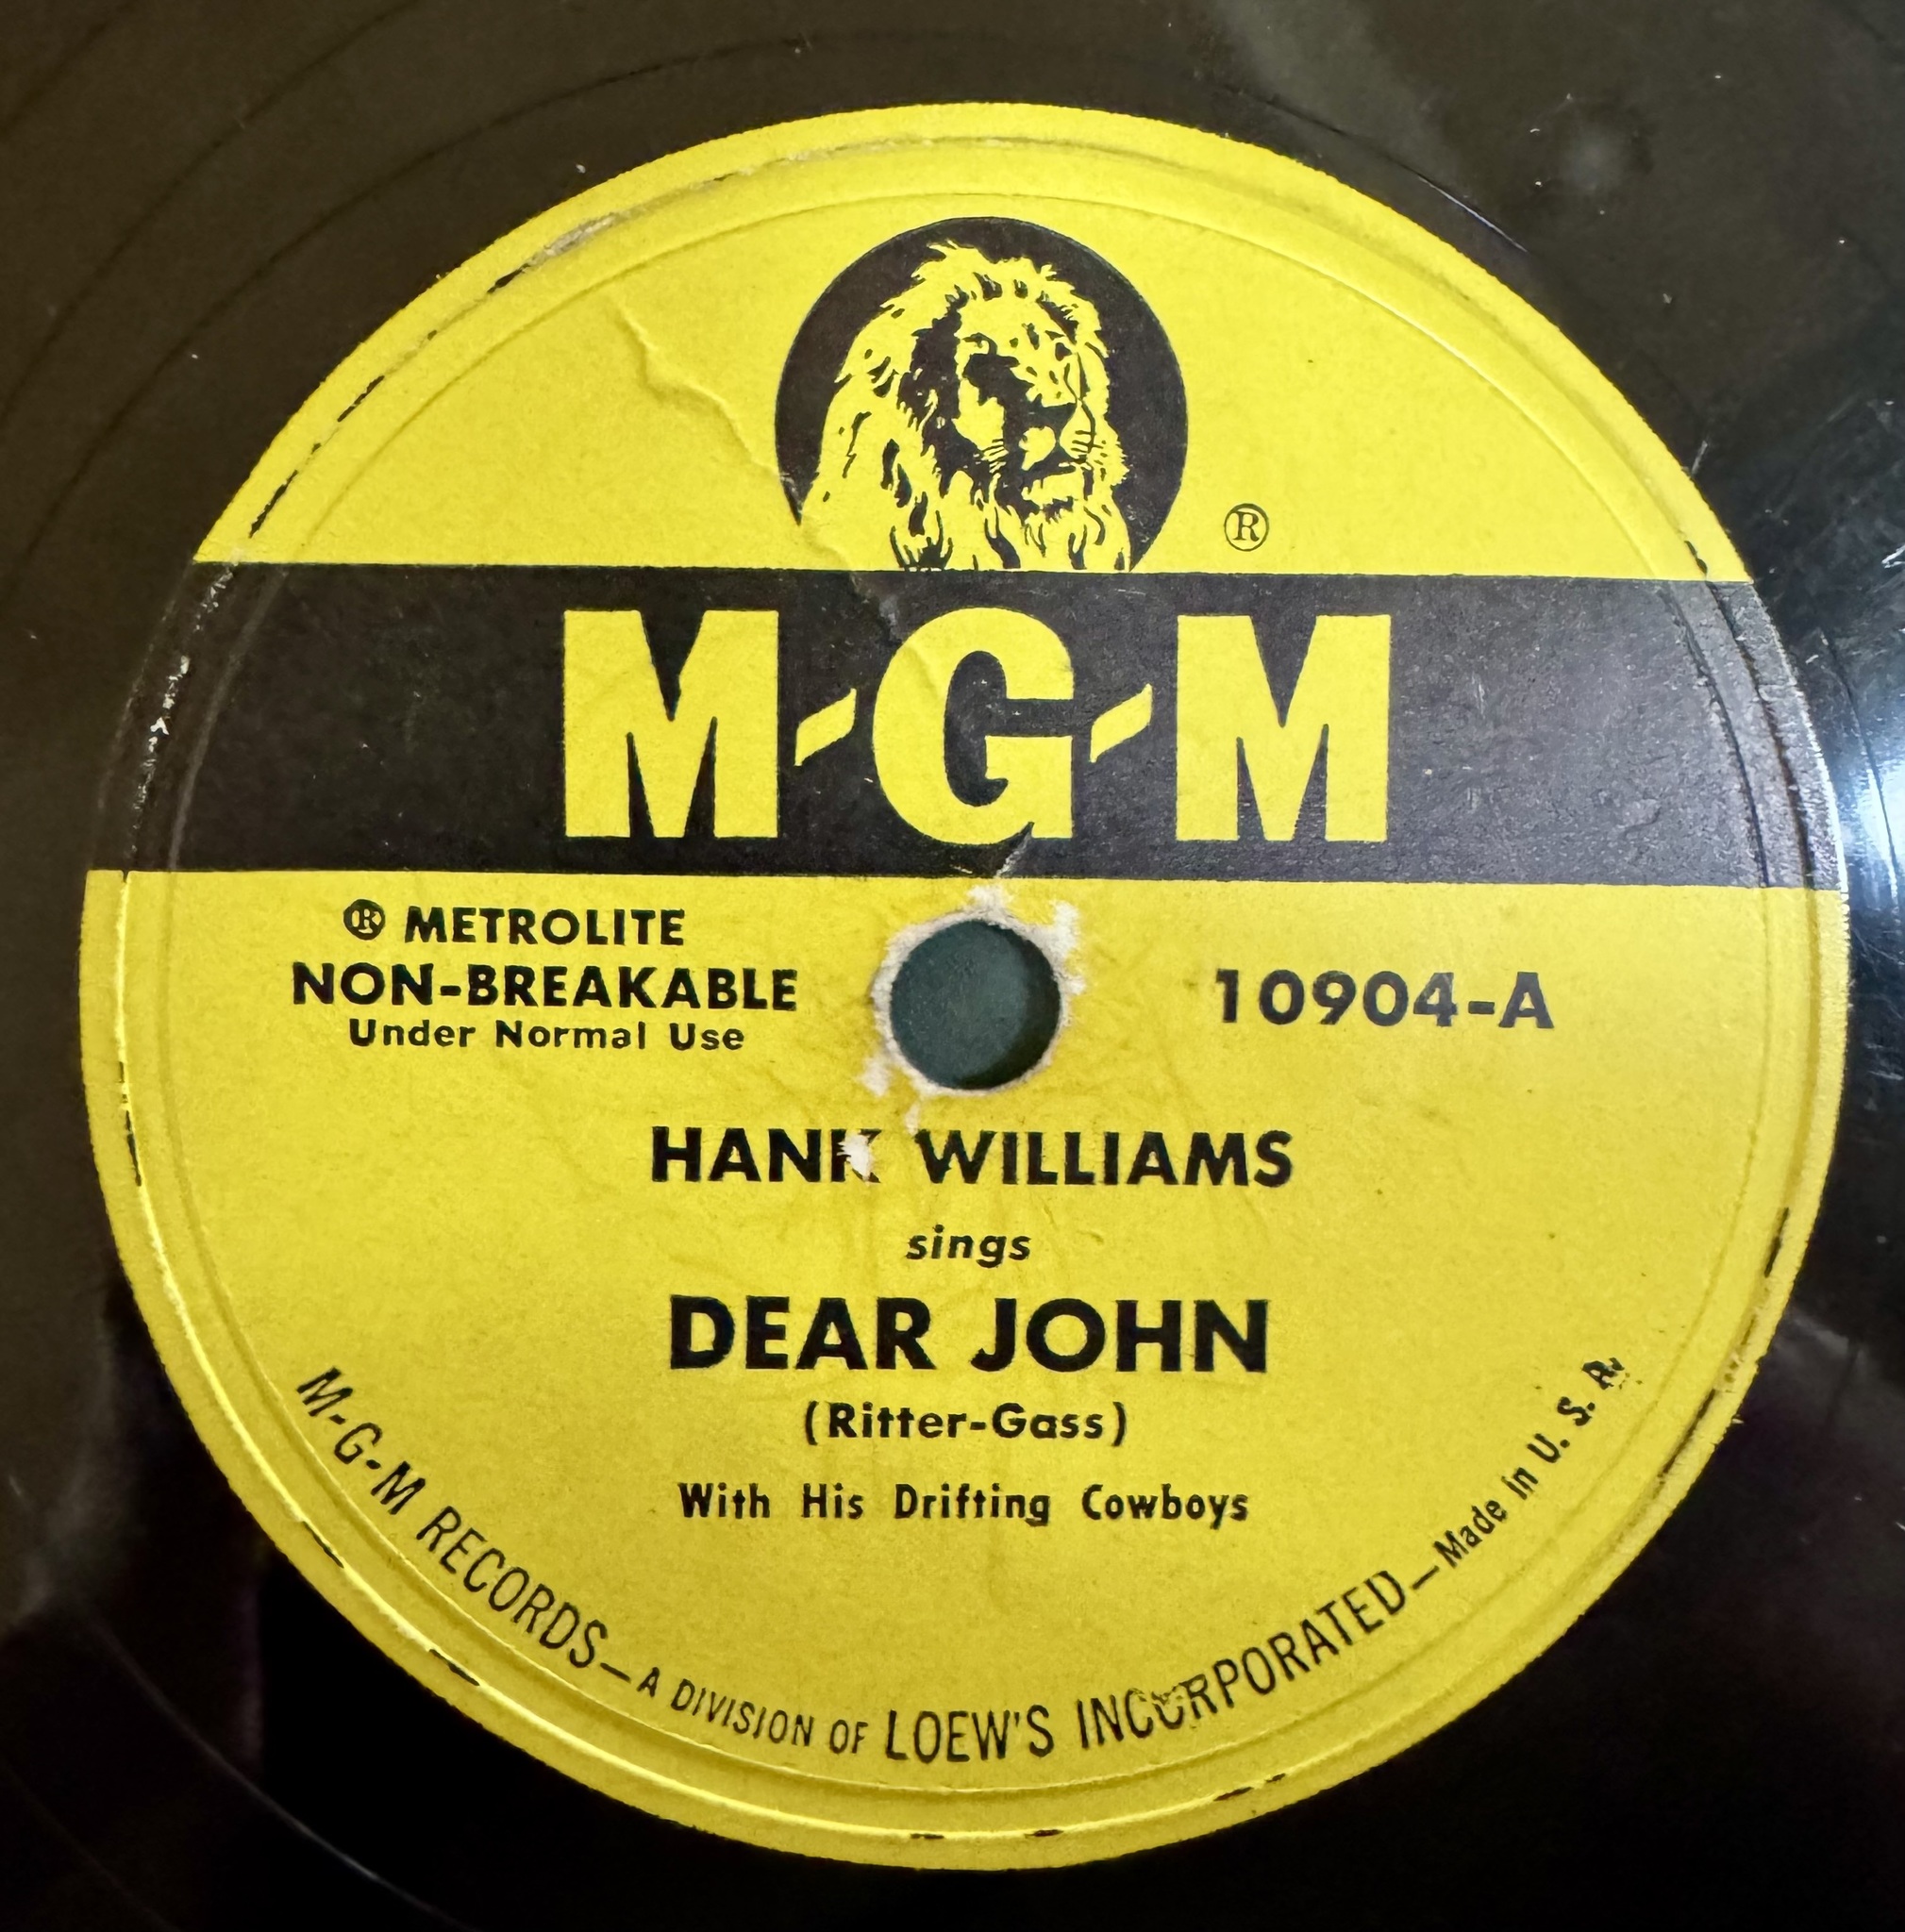 ®
M-G-M
® METROLITE
NON-BREAKABLE
Under Normal Use
10904-A
HANK WILLIAMS
sings
DEAR JOHN
(Ritter-Gass)
With His Drifting Cowboys
M-G-M RECORDS—A DIVISION OF LOEW'S INCORPORATED—Made in U. S. A.